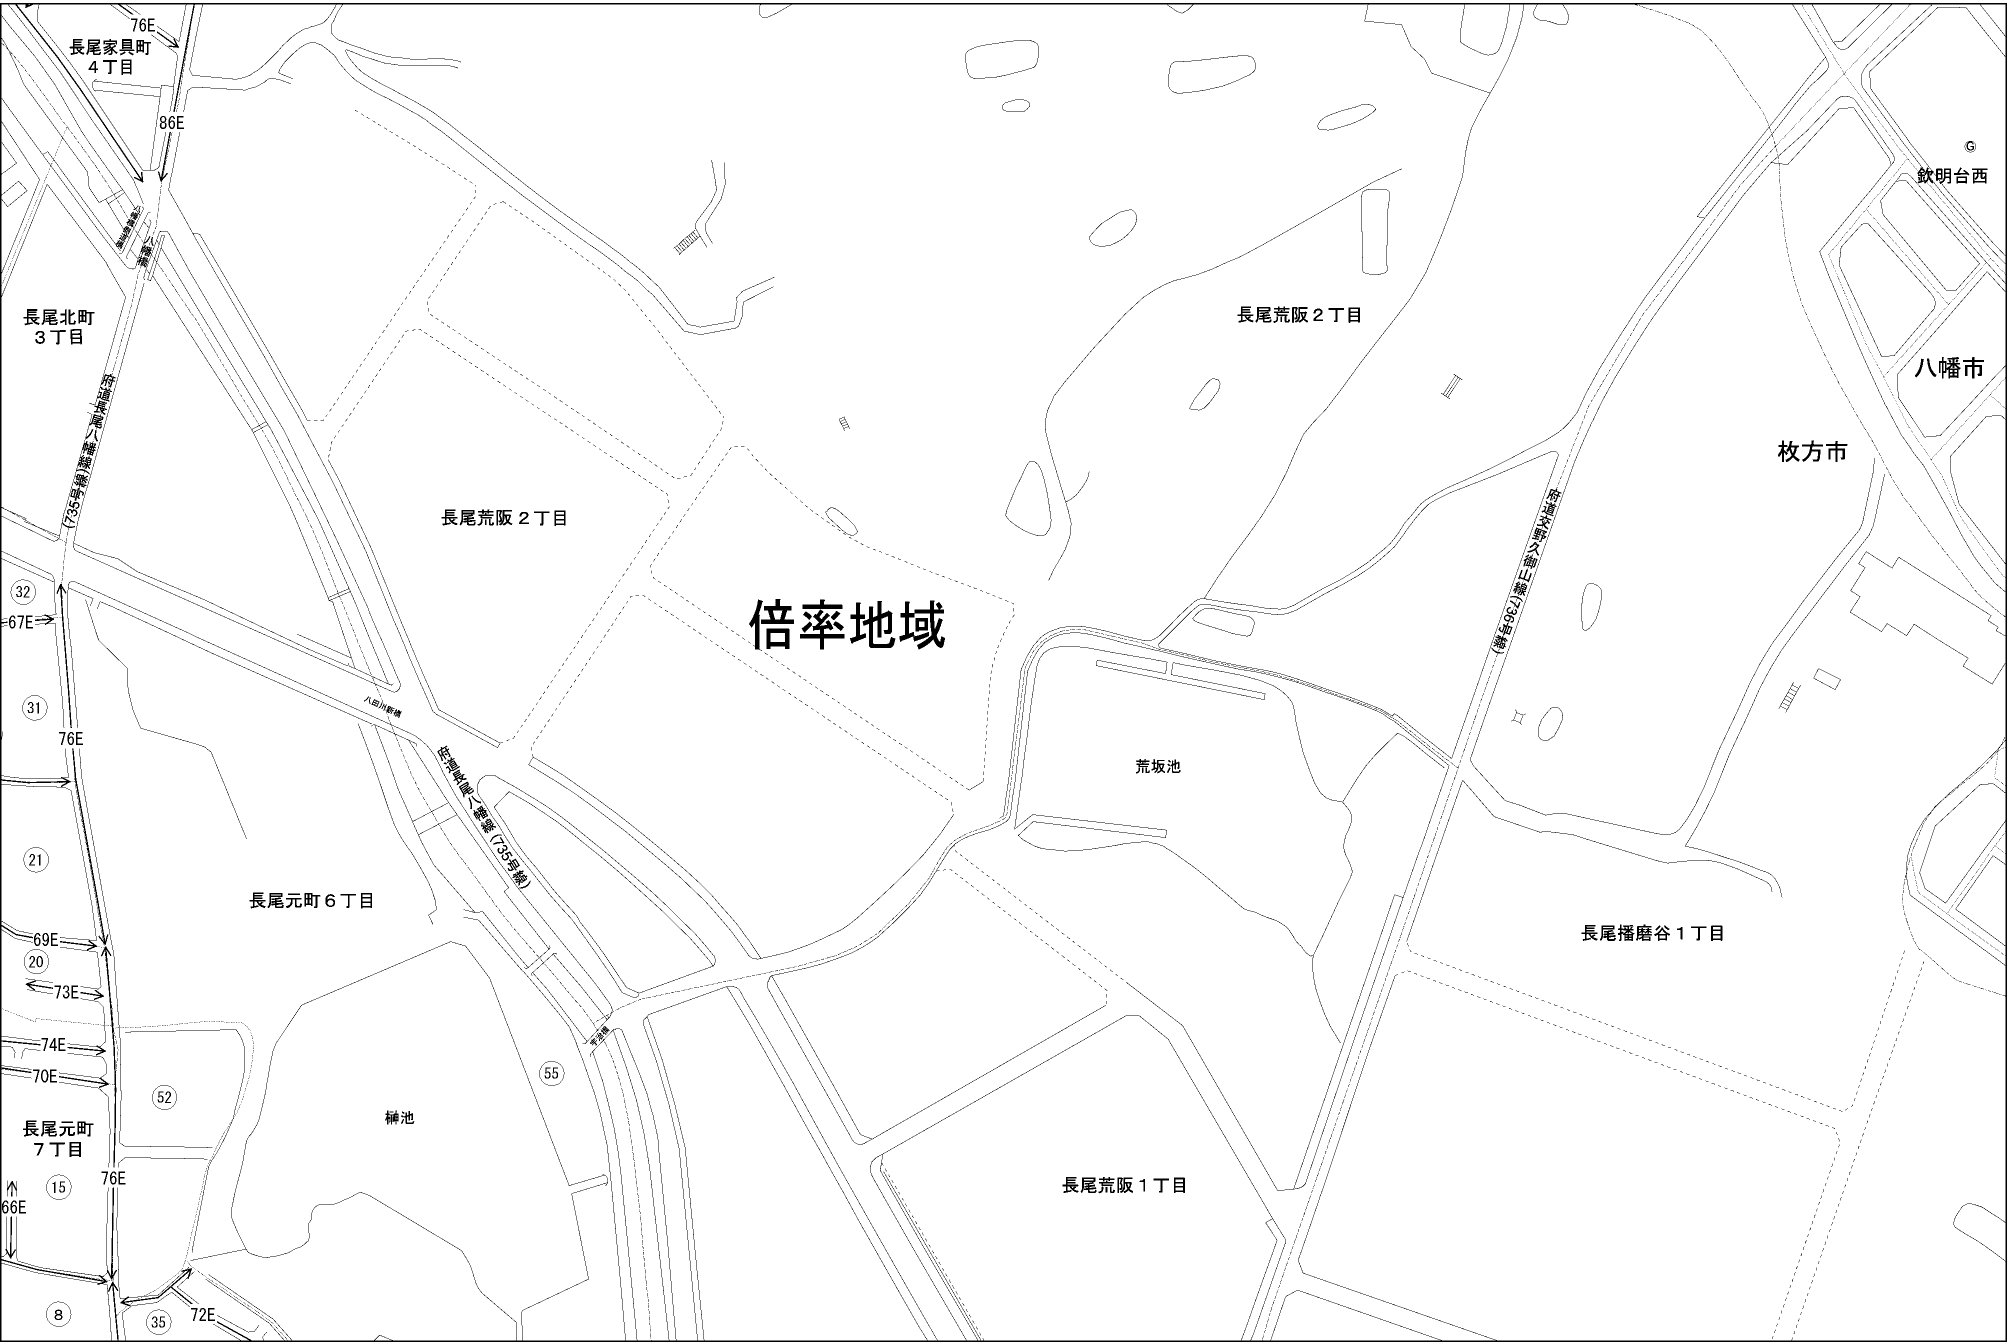 76E
長尾家具町
4丁目
86E
G
欽明台西
八幡橋
長尾北町
3丁目
長尾荒阪2丁目
八幡市
府道長尾八幡線(735号線)
枚方市
長尾荒阪2丁目
府道交野久御山線(736号線)
32
67E
倍率地域
31
八田川新橋
76E
府道長尾八幡線(735号線)
荒坂池
21
長尾元町6丁目
69E
長尾播磨谷1丁目
20
73E
74E
70E
55
52
榊池
長尾元町
7丁目
76E
15
長尾荒阪1丁目
66E
8
35
72E